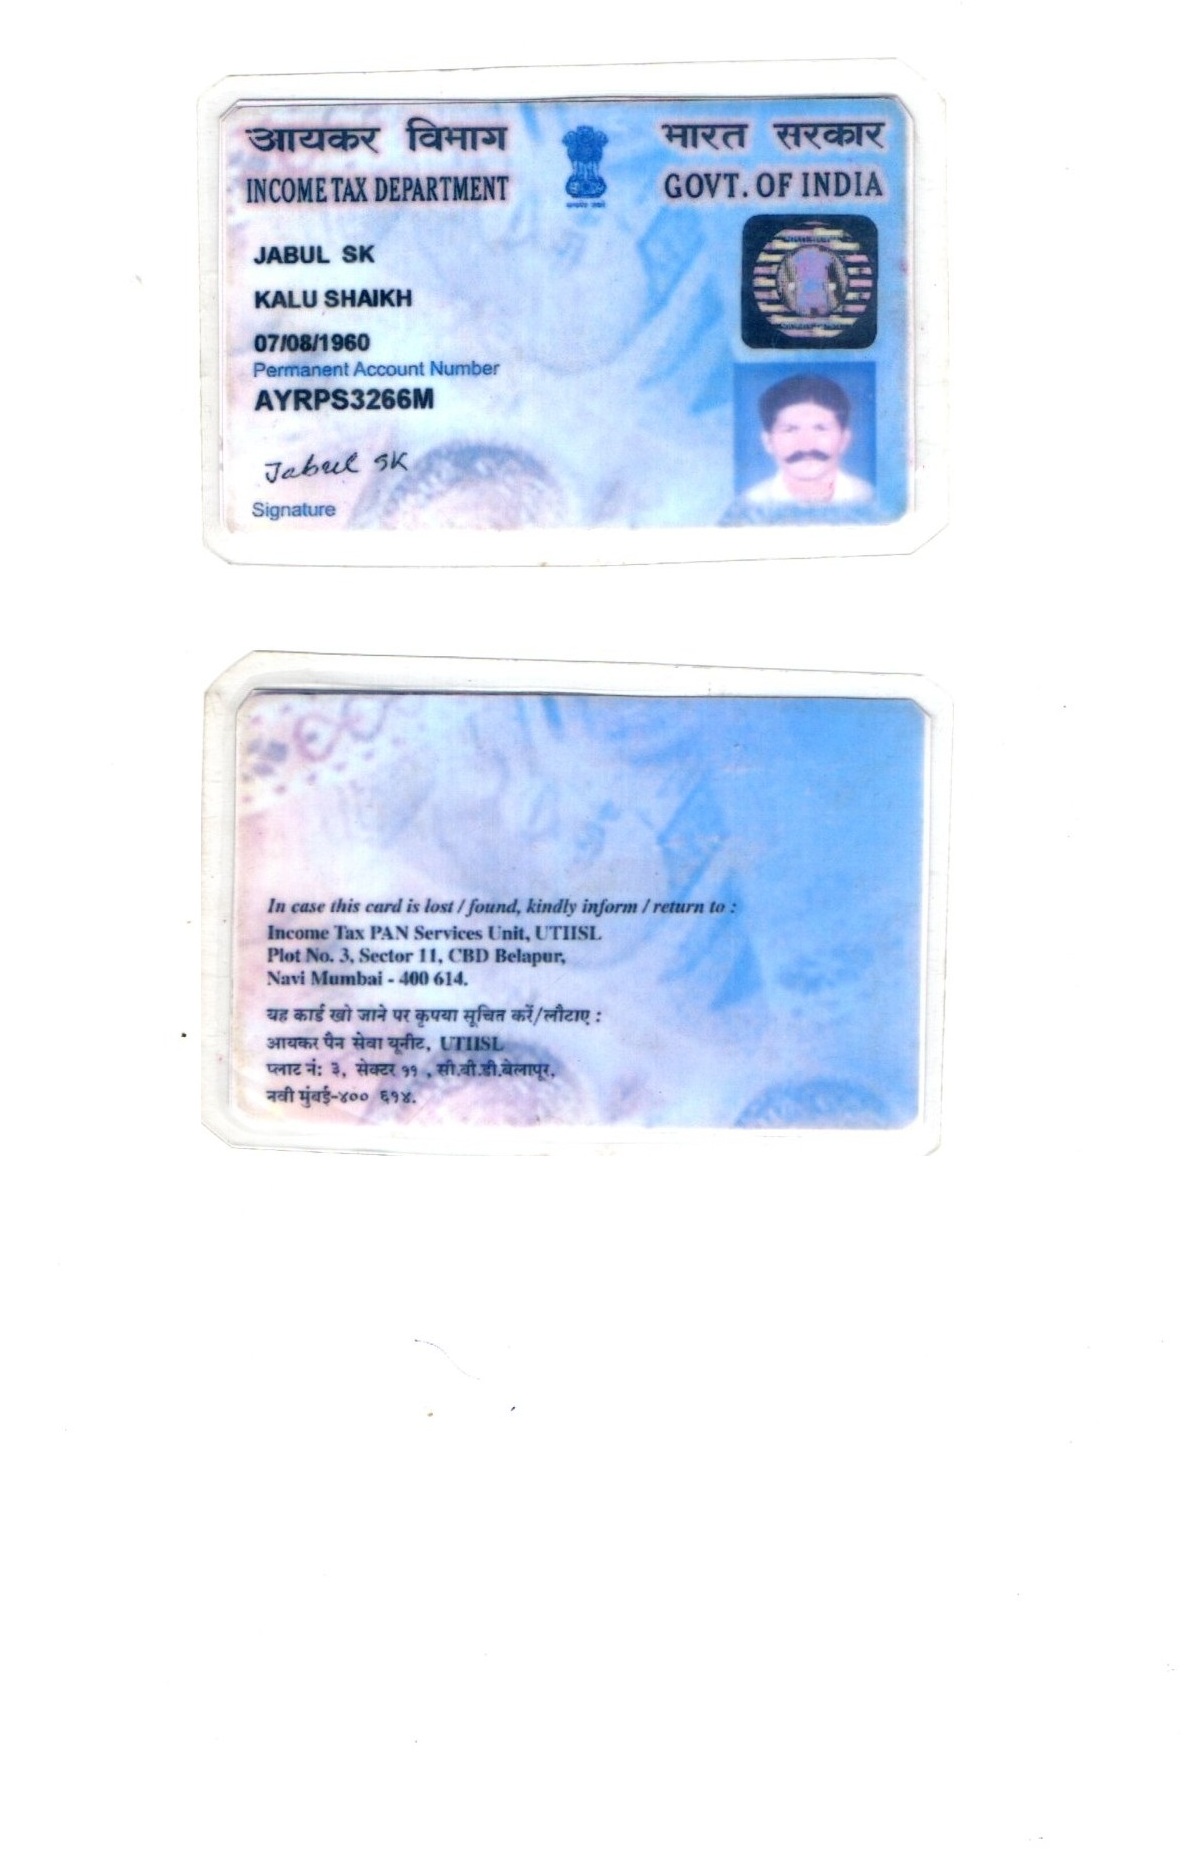 आयकर विभाग
INCOME TAX DEPARTMENT
भारत सरकार
GOVT. OF INDIA
JABUL SK
KALU SHAIKH
07/08/1960
Permanent Account Number
AYRPS3266M
Jabul SK
Signature
In case this card is lost / found, kindly inform / return to :
Income Tax PAN Services Unit, UTIISL
Plot No. 3, Sector 11, CBD Belapur,
Navi Mumbai - 400 614.
यह कार्ड खो जाने पर कृपया सूचित करें/लौटाए :
आयकर पैन सेवा यूनीट, UTIISL
प्लाट नं: ३, सेक्टर ११ , सी.बी.डी.बेलापूर,
नवी मुंबई-४०० ६१४.